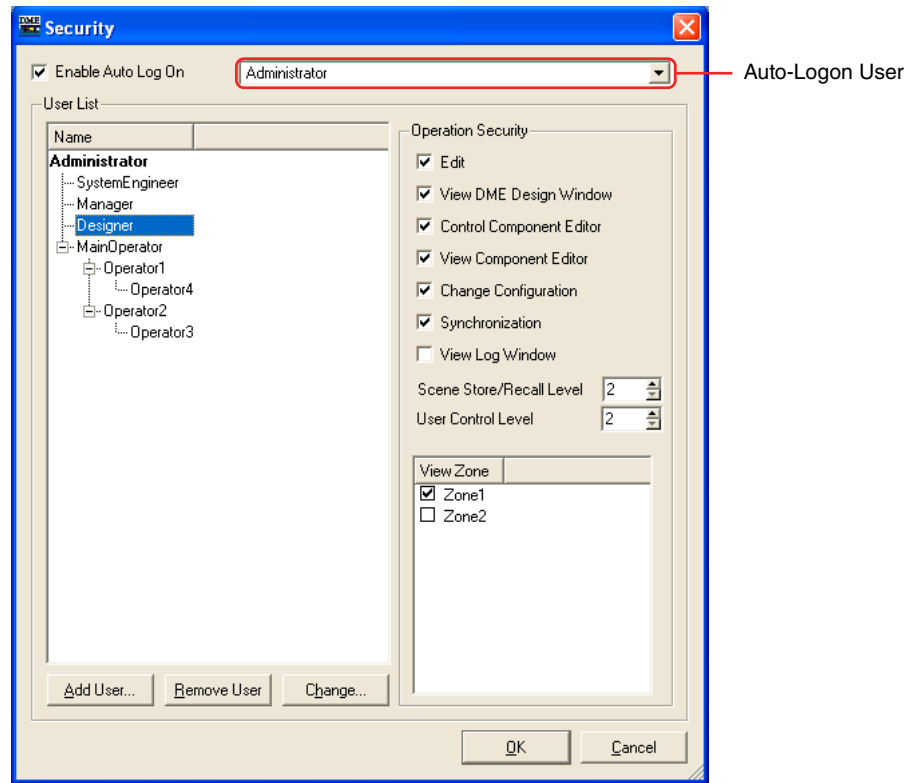 DME
Security
Enable Auto Log On
Administrator
Auto-Logon User
User List
Name
Administrator
SystemEngineer
Manager
Designer
MainOperator
Operator1
Operator4
Operator2
Operator3
Add User...
Remove User
Change...
Operation Security
Edit
View DME Design Window
Control Component Editor
View Component Editor
Change Configuration
Synchronization
View Log Window
Scene Store/Recall Level 2
User Control Level 2
View Zone
Zone1
Zone2
OK
Cancel